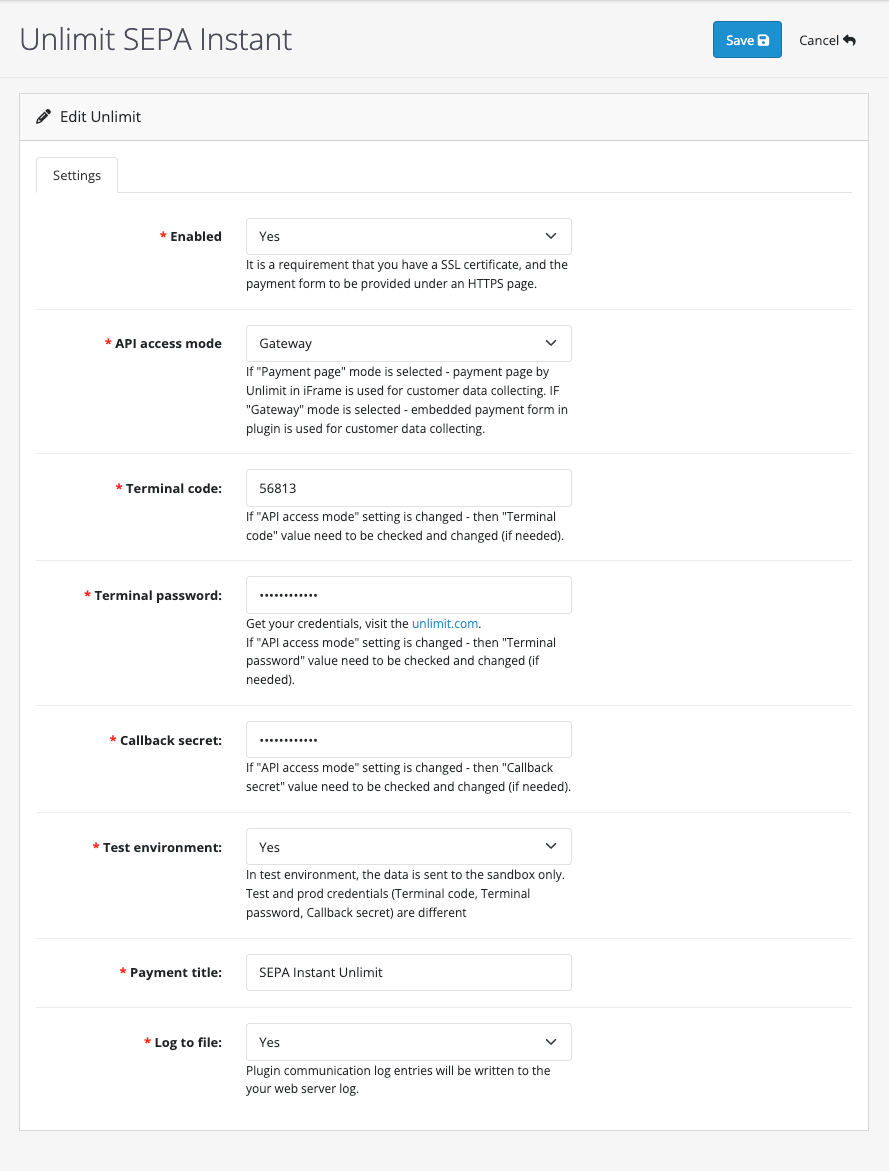 Unlimit SEPA Instant
Save
Cancel
Edit Unlimit
Settings
* Enabled
Yes
It is a requirement that you have a SSL certificate, and the
payment form to be provided under an HTTPS page.
* API access mode
Gateway
If "Payment page" mode is selected - payment page by
Unlimit in iFrame is used for customer data collecting. IF
"Gateway" mode is selected - embedded payment form in
plugin is used for customer data collecting.
* Terminal code:
56813
If "API access mode" setting is changed - then "Terminal
code" value need to be checked and changed (if needed).
* Terminal password:
••••••••••••
Get your credentials, visit the unlimit.com.
If "API access mode" setting is changed - then "Terminal
password" value need to be checked and changed (if
needed).
* Callback secret:
••••••••••••
If "API access mode" setting is changed - then "Callback
secret" value need to be checked and changed (if needed).
* Test environment:
Yes
In test environment, the data is sent to the sandbox only.
Test and prod credentials (Terminal code, Terminal
password, Callback secret) are different
* Payment title:
SEPA Instant Unlimit
* Log to file:
Yes
Plugin communication log entries will be written to the
your web server log.